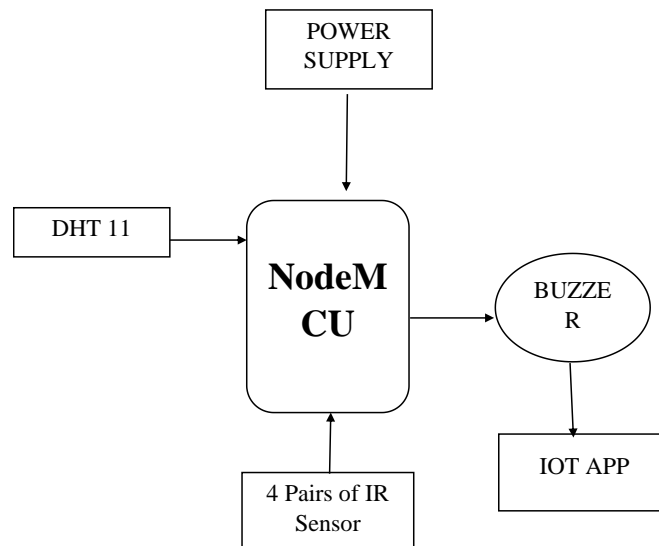 POWER
SUPPLY
DHT 11
NodeM
CU
BUZZE
R
IOT APP
4 Pairs of IR
Sensor